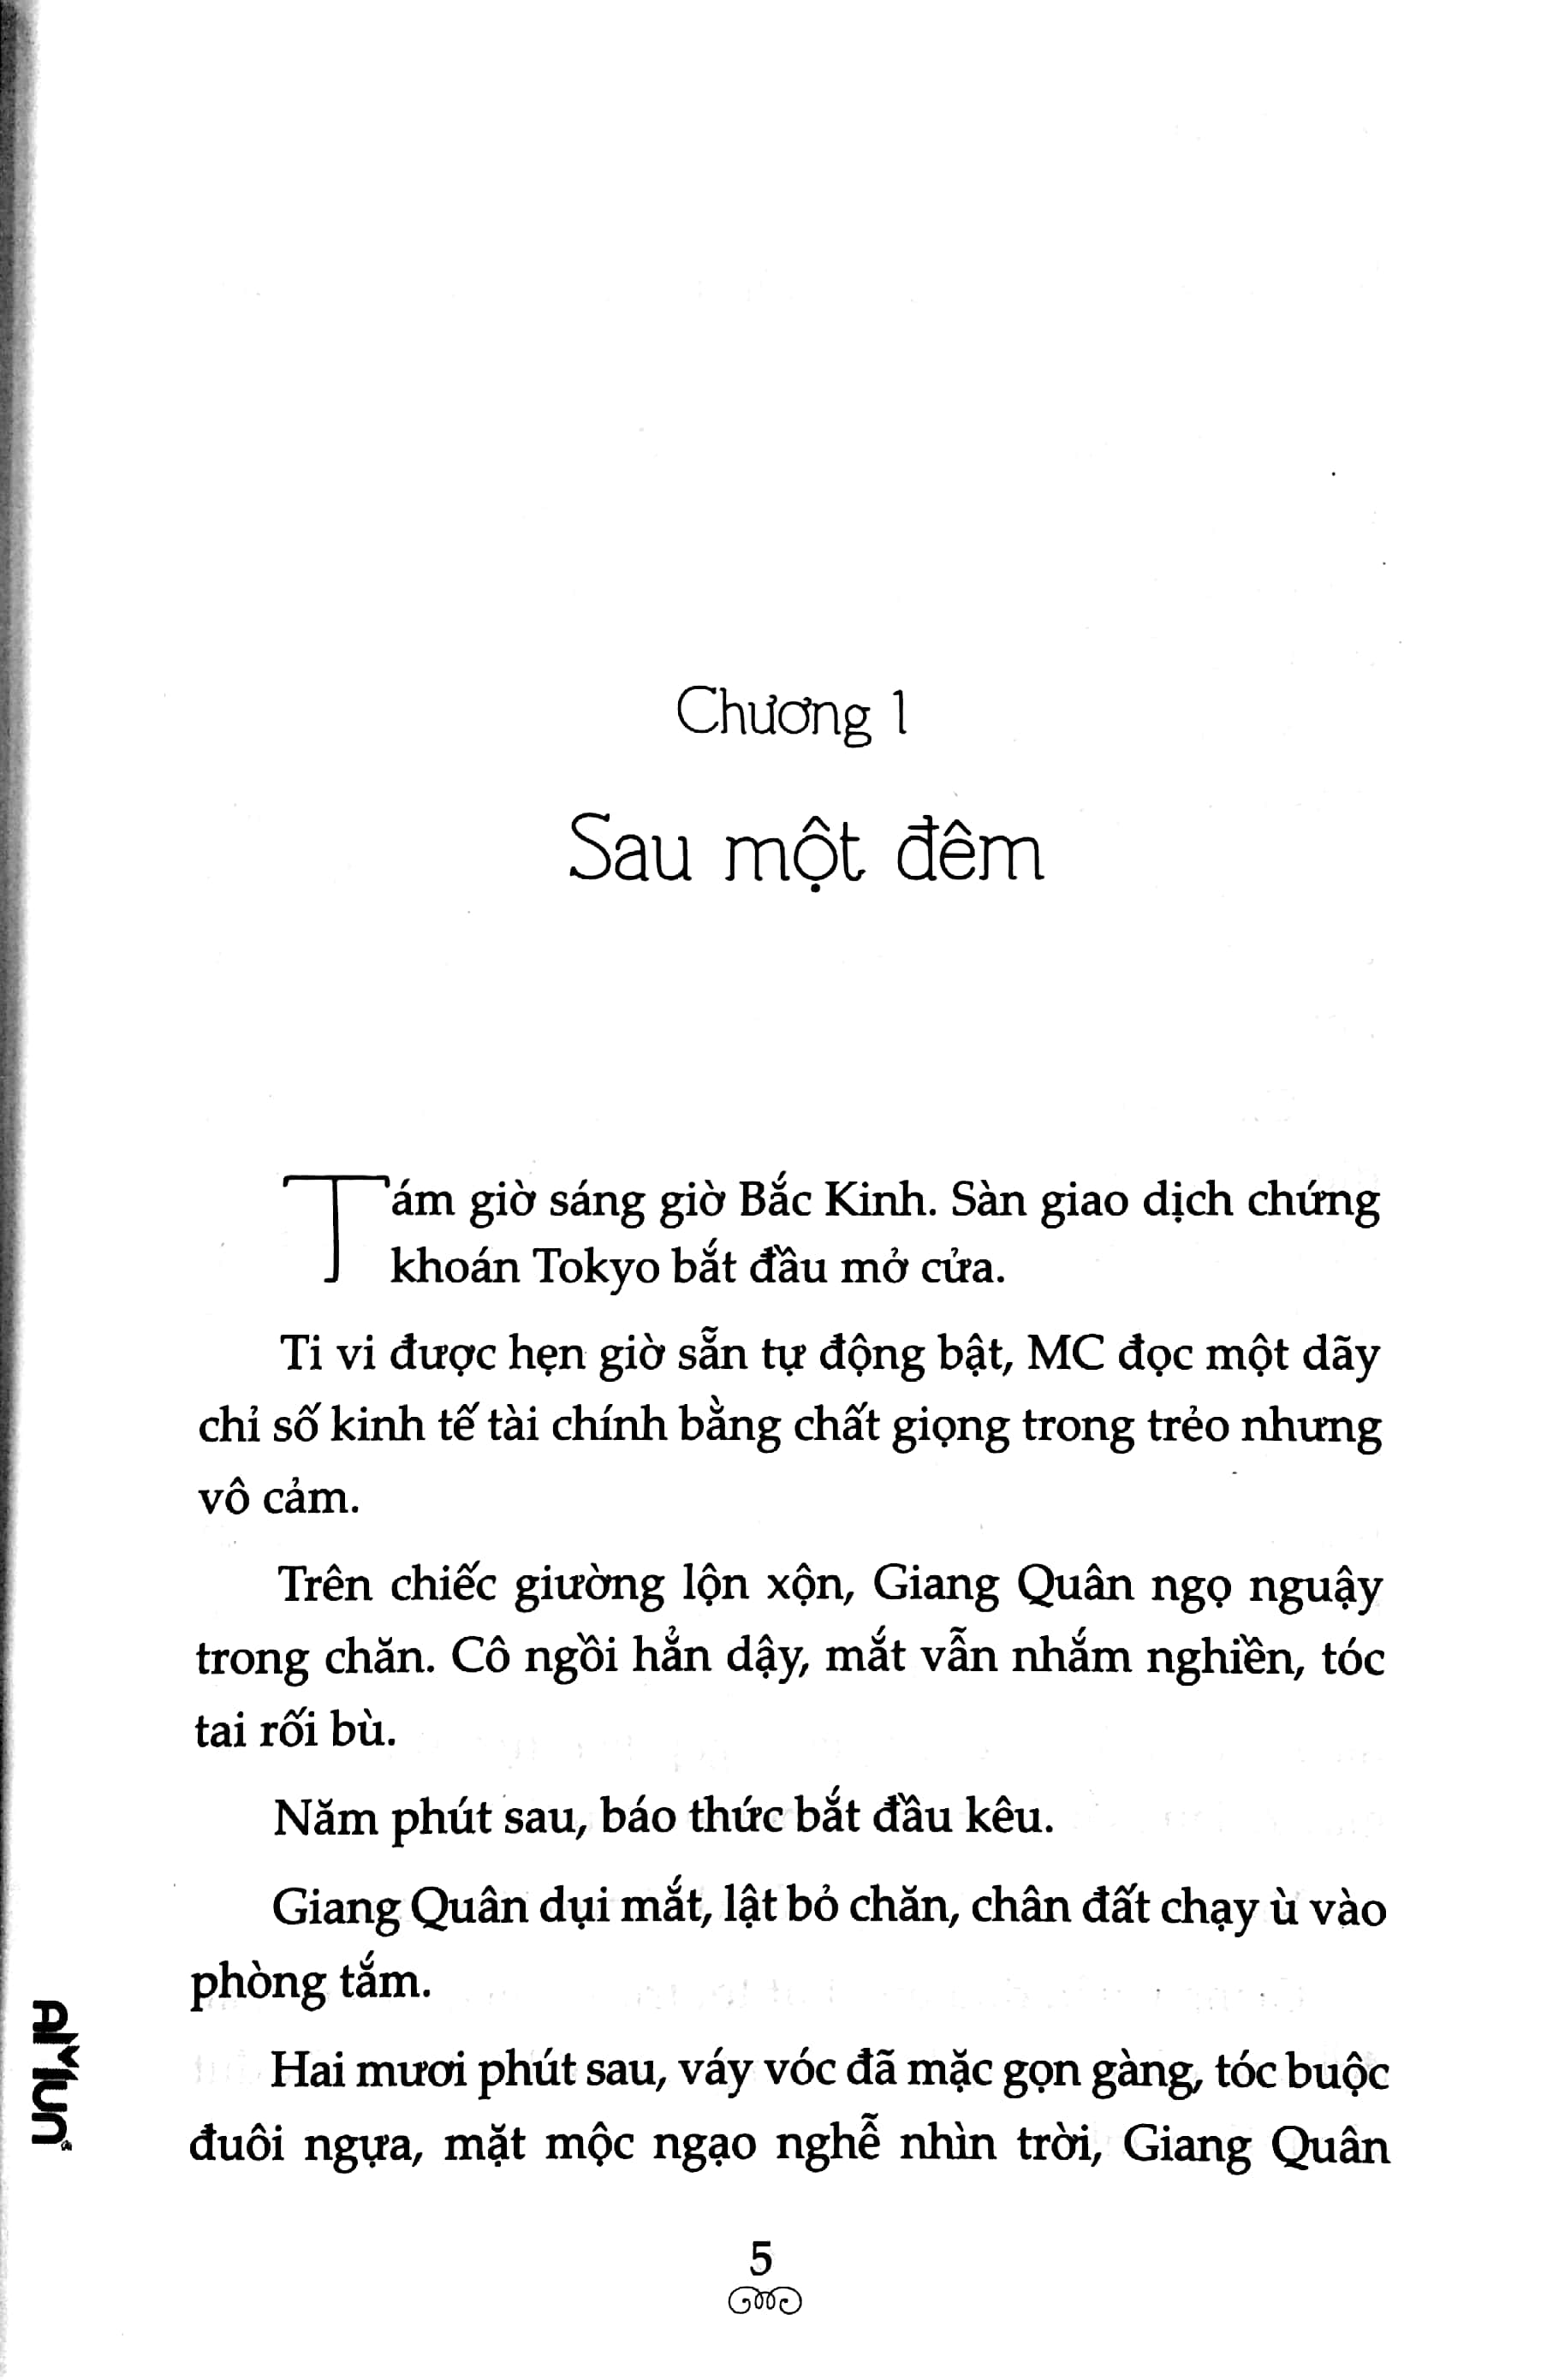 Chương 1
Sau một đêm
Tám giờ sáng giờ Bắc Kinh. Sàn giao dịch chứng
khoán Tokyo bắt đầu mở cửa.
Ti vi được hẹn giờ sẵn tự động bật, MC đọc một dãy
chỉ số kinh tế tài chính bằng chất giọng trong trẻo nhưng
vô cảm.
Trên chiếc giường lộn xộn, Giang Quân ngọ nguậy
trong chăn. Cô ngồi hẳn dậy, mắt vẫn nhắm nghiền, tóc
tai rối bù.
Năm phút sau, báo thức bắt đầu kêu.
Giang Quân dụi mắt, lật bỏ chăn, chân đất chạy ù vào
phòng tắm.
Hai mươi phút sau, váy vóc đã mặc gọn gàng, tóc buộc
đuôi ngựa, mặt mộc ngạo nghễ nhìn trời, Giang Quân
5